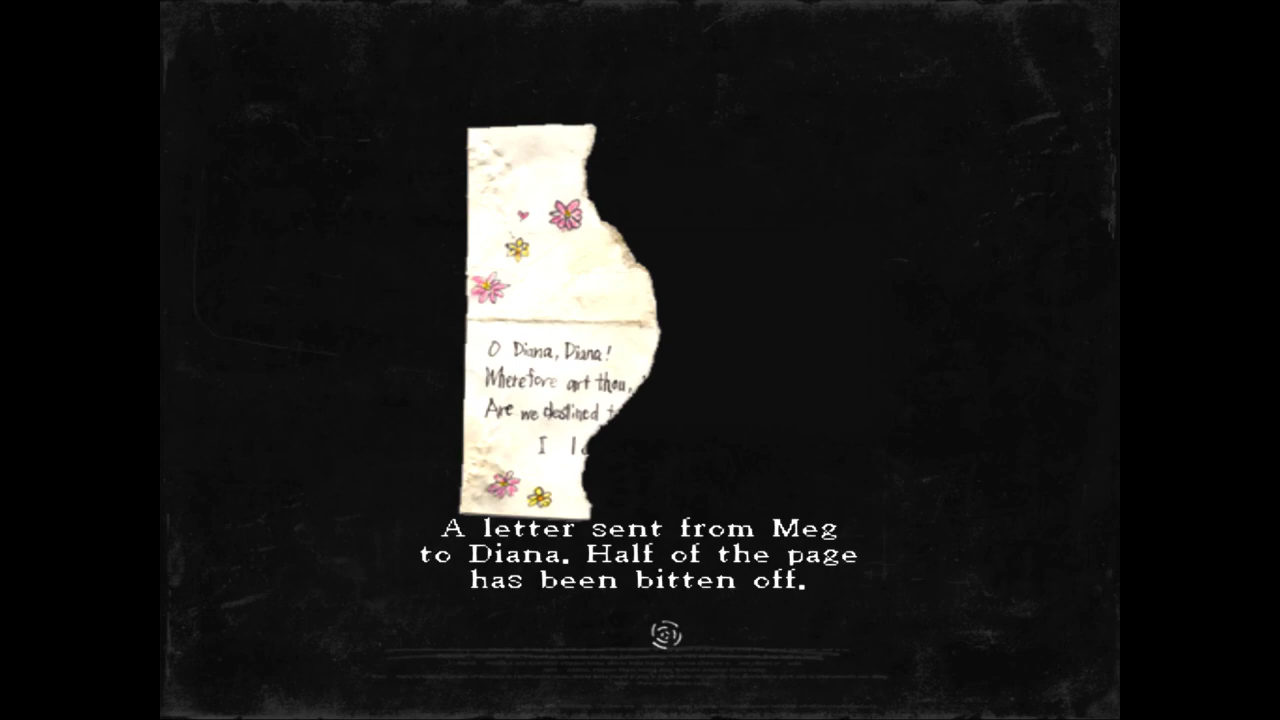 O Diana, Diana!
Wherefore art thou,
Are we destined t
I lo
A letter sent from Meg
to Diana. Half of the page
has been bitten off.